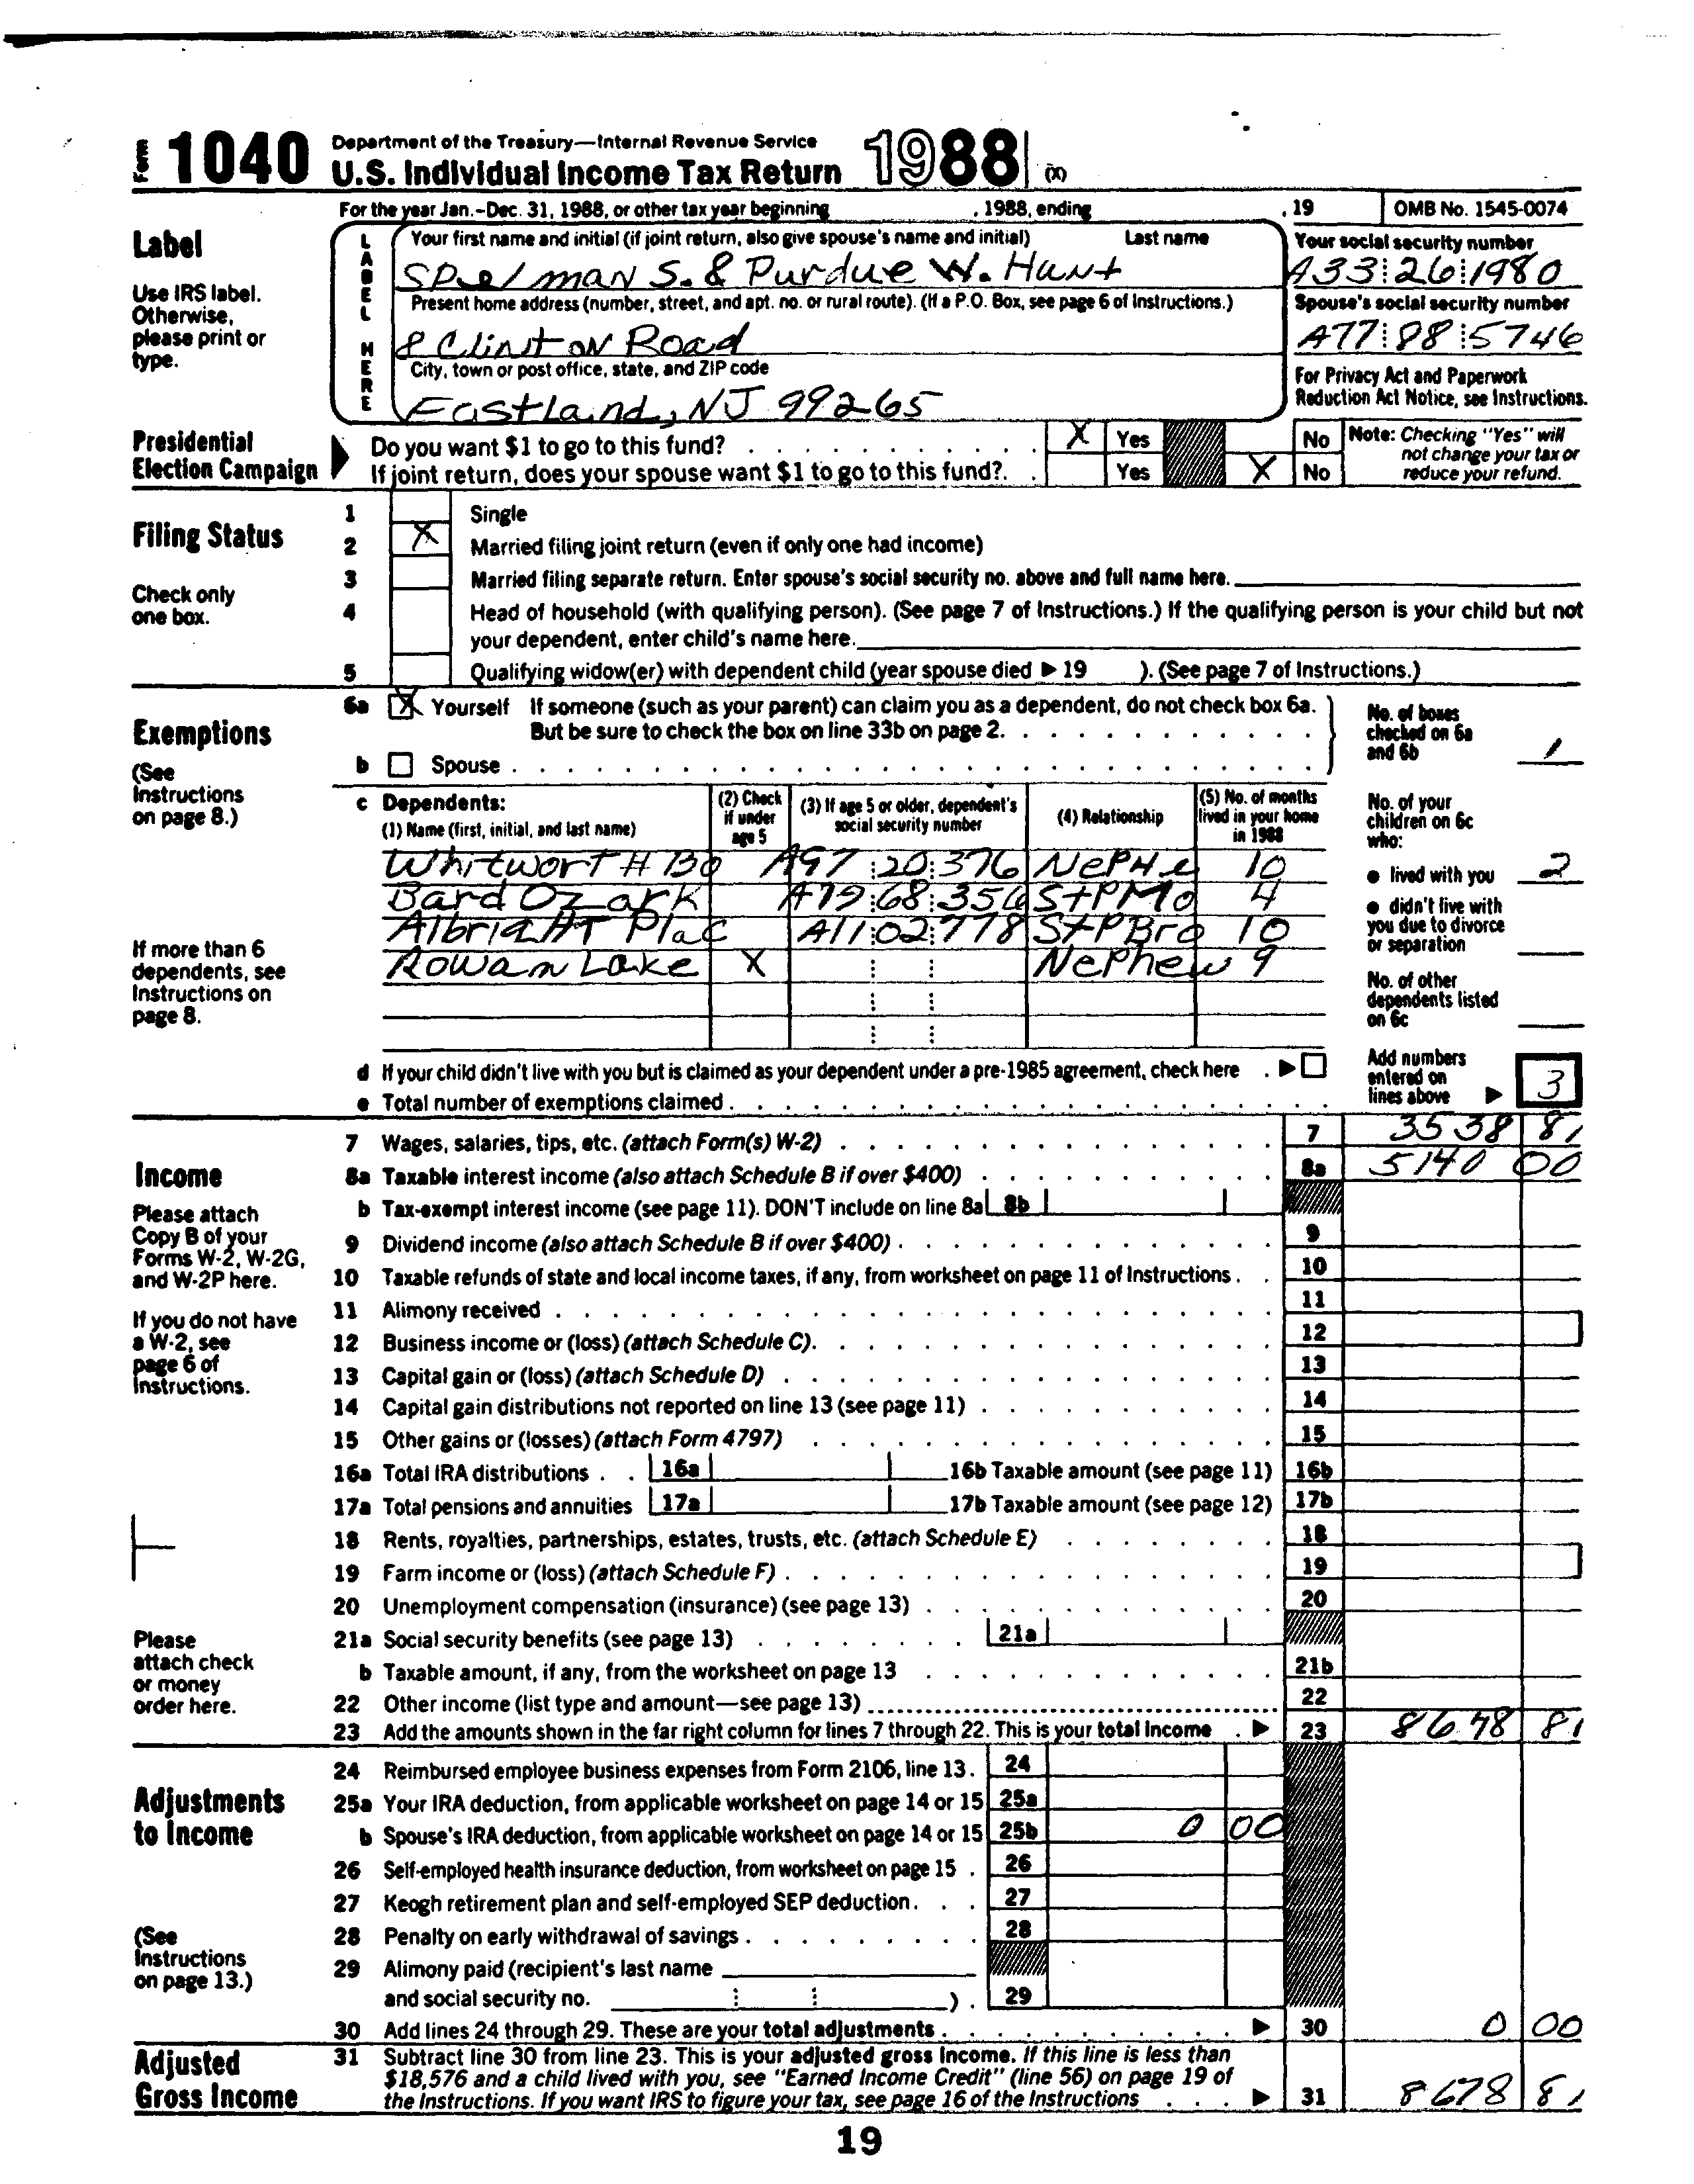 Form 1040 Department of the Treasury—Internal Revenue Service
U.S. Individual Income Tax Return 1988 (X)
For the year Jan.–Dec. 31, 1988, or other tax year beginning , 1988, ending , 19 OMB No. 1545-0074
Label
Use IRS label.
Otherwise,
please print or
type.
LABEL HERE
Your first name and initial (if joint return, also give spouse's name and initial) Last name
Spelman S. & Purdue W. Hunt
Your social security number
A33 26 1980
Present home address (number, street, and apt. no. or rural route). (If a P.O. Box, see page 6 of Instructions.)
8 Clinton Road
Spouse's social security number
A77 88 5746
City, town or post office, state, and ZIP code
Eastland, NJ 99265
For Privacy Act and Paperwork
Reduction Act Notice, see Instructions.
Presidential
Election Campaign
Do you want $1 to go to this fund? X Yes No
If joint return, does your spouse want $1 to go to this fund? Yes X No
Note: Checking "Yes" will
not change your tax or
reduce your refund.
Filing Status
Check only
one box.
1 Single
2 X Married filing joint return (even if only one had income)
3 Married filing separate return. Enter spouse's social security no. above and full name here.
4 Head of household (with qualifying person). (See page 7 of Instructions.) If the qualifying person is your child but not
your dependent, enter child's name here.
5 Qualifying widow(er) with dependent child (year spouse died ▶ 19 ). (See page 7 of Instructions.)
Exemptions
(See
Instructions
on page 8.)
6a X Yourself If someone (such as your parent) can claim you as a dependent, do not check box 6a.
But be sure to check the box on line 33b on page 2.
b Spouse
No. of boxes
checked on 6a
and 6b 1
c Dependents:
(1) Name (first, initial, and last name)
(2) Check
if under
age 5
(3) If age 5 or older, dependent's
social security number
(4) Relationship
(5) No. of months
lived in your home
in 1988
Whitworth Bo A97 20 376 NePHe 10
Bard Ozark A79 68 356 StPMo 4
Albright Plac A11 02 778 StPBro 10
Rowan Lake X Nephew 9
If more than 6
dependents, see
Instructions on
page 8.
No. of your
children on 6c
who:
● lived with you 2
● didn't live with
you due to divorce
or separation
No. of other
dependents listed
on 6c
d If your child didn't live with you but is claimed as your dependent under a pre-1985 agreement, check here ▶
e Total number of exemptions claimed
Add numbers
entered on
lines above ▶ 3
Income
Please attach
Copy B of your
Forms W-2, W-2G,
and W-2P here.
If you do not have
a W-2, see
page 6 of
Instructions.
Please
attach check
or money
order here.
7 Wages, salaries, tips, etc. (attach Form(s) W-2) 7 3538 81
8a Taxable interest income (also attach Schedule B if over $400) 8a 5140 00
b Tax-exempt interest income (see page 11). DON'T include on line 8a 8b
9 Dividend income (also attach Schedule B if over $400) 9
10 Taxable refunds of state and local income taxes, if any, from worksheet on page 11 of Instructions 10
11 Alimony received 11
12 Business income or (loss) (attach Schedule C) 12
13 Capital gain or (loss) (attach Schedule D) 13
14 Capital gain distributions not reported on line 13 (see page 11) 14
15 Other gains or (losses) (attach Form 4797) 15
16a Total IRA distributions 16a 16b Taxable amount (see page 11) 16b
17a Total pensions and annuities 17a 17b Taxable amount (see page 12) 17b
18 Rents, royalties, partnerships, estates, trusts, etc. (attach Schedule E) 18
19 Farm income or (loss) (attach Schedule F) 19
20 Unemployment compensation (insurance) (see page 13) 20
21a Social security benefits (see page 13) 21a
b Taxable amount, if any, from the worksheet on page 13 21b
22 Other income (list type and amount—see page 13) 22
23 Add the amounts shown in the far right column for lines 7 through 22. This is your total income ▶ 23 8678 81
Adjustments
to Income
(See
Instructions
on page 13.)
24 Reimbursed employee business expenses from Form 2106, line 13. 24
25a Your IRA deduction, from applicable worksheet on page 14 or 15 25a
b Spouse's IRA deduction, from applicable worksheet on page 14 or 15 25b 0 00
26 Self-employed health insurance deduction, from worksheet on page 15 26
27 Keogh retirement plan and self-employed SEP deduction 27
28 Penalty on early withdrawal of savings 28
29 Alimony paid (recipient's last name
and social security no. ) 29
30 Add lines 24 through 29. These are your total adjustments ▶ 30 0 00
Adjusted
Gross Income
31 Subtract line 30 from line 23. This is your adjusted gross income. If this line is less than
$18,576 and a child lived with you, see "Earned Income Credit" (line 56) on page 19 of
the Instructions. If you want IRS to figure your tax, see page 16 of the Instructions ▶ 31 8678 81
19